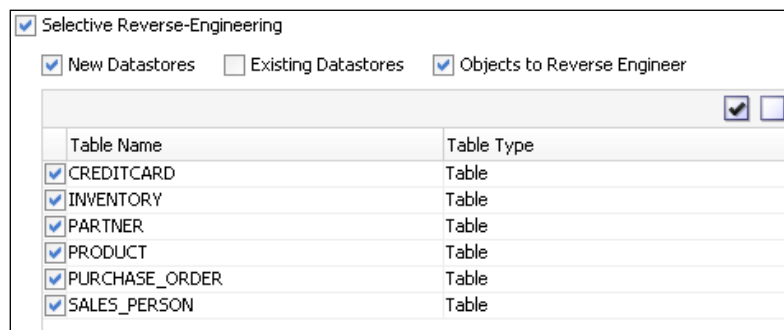 Selective Reverse-Engineering
New Datastores Existing Datastores Objects to Reverse Engineer
Table Name Table Type
CREDITCARD Table
INVENTORY Table
PARTNER Table
PRODUCT Table
PURCHASE_ORDER Table
SALES_PERSON Table